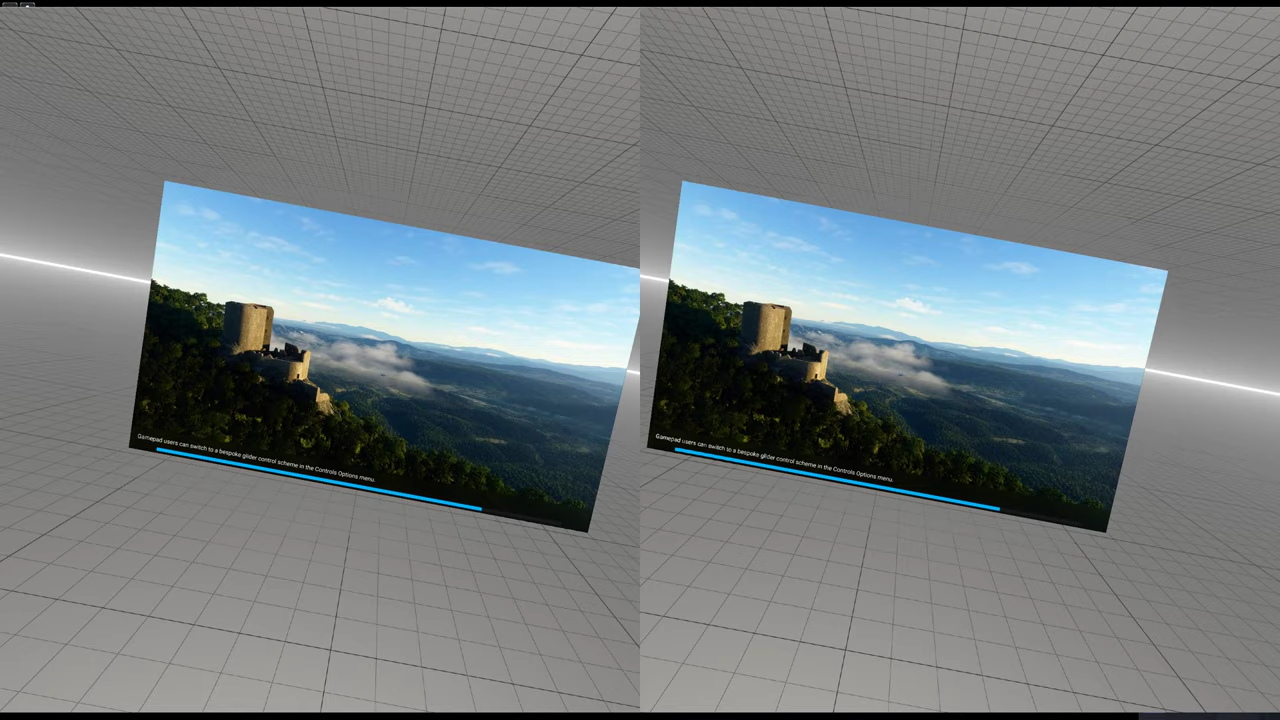 Gamepad users can switch to a bespoke glider control scheme in the Controls Options menu.
Gamepad users can switch to a bespoke glider control scheme in the Controls Options menu.